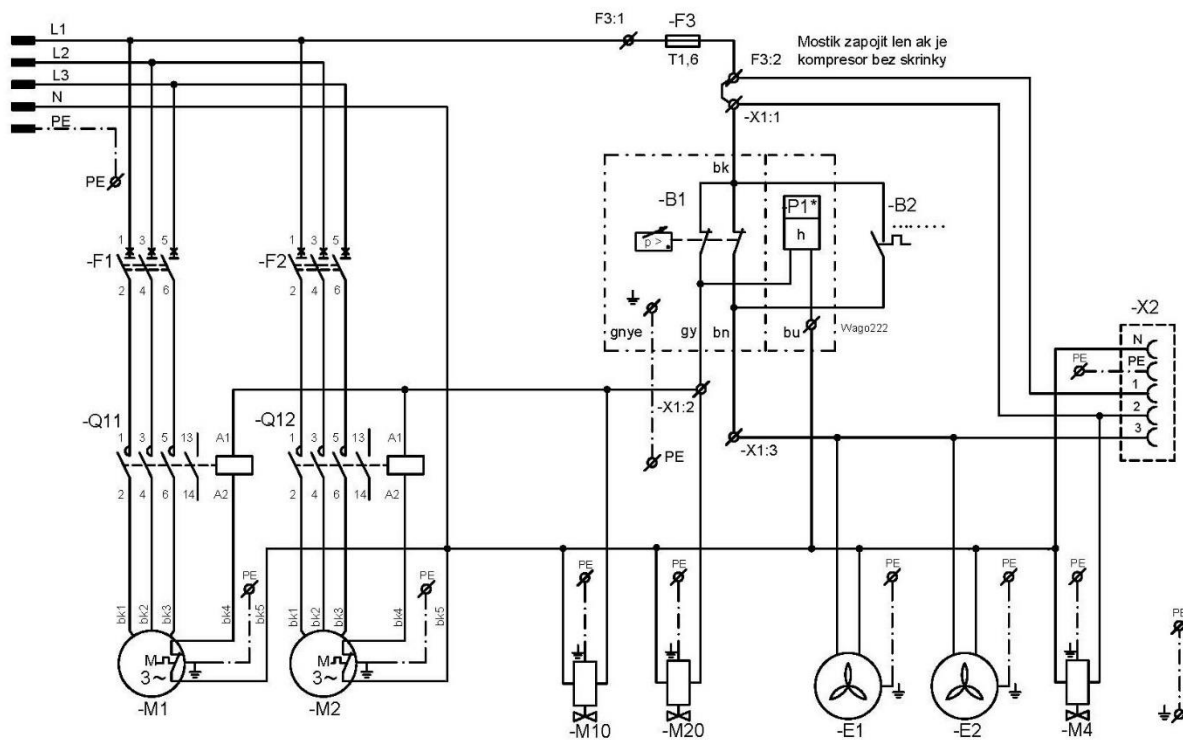 L1
L2
L3
N
PE
PE
F3:1
-F3
T1,6
F3:2
Mostik zapojit len ak je
kompresor bez skrinky
-X1:1
bk
-B1
-P1*
-B2
p >
h
1 3 5
-F1
2 4 6
1 3 5
-F2
2 4 6
gnye
gy
bn
bu
Wago222
-X2
N
PE
PE
1
2
3
-X1:2
-X1:3
PE
-Q11
1 3 5 13 A1
2 4 6 14 A2
-Q12
1 3 5 13 A1
2 4 6 14 A2
bk1
bk2
bk3
bk4
PE
bk5
bk1
bk2
bk3
bk4
PE
bk5
PE
PE
PE
PE
PE
PE
M
3~
M
3~
-M1
-M2
-M10
-M20
-E1
-E2
-M4